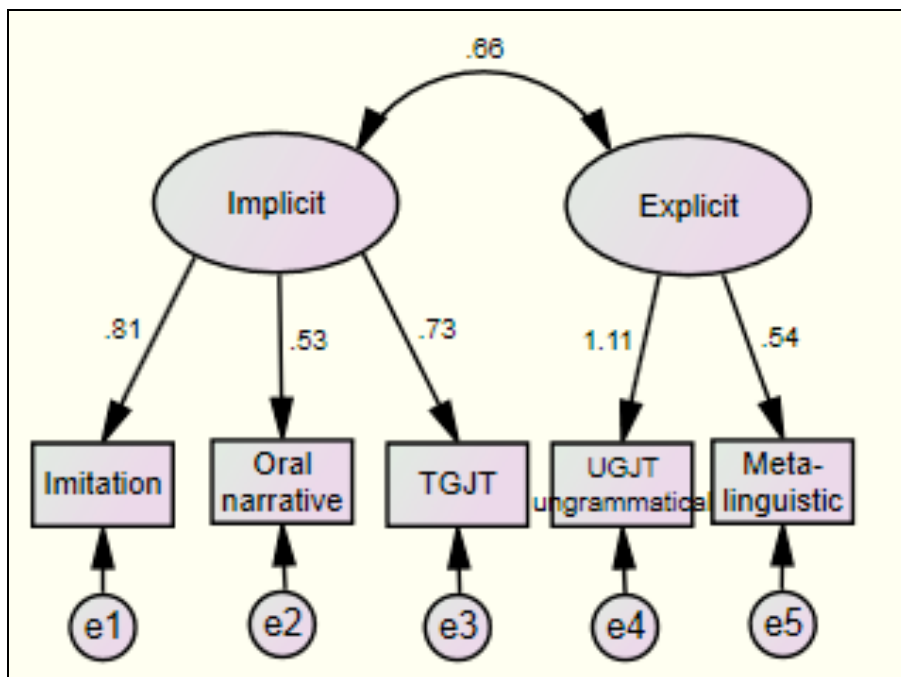 .66
Implicit
Explicit
.81
.53
.73
1.11
.54
Imitation
Oral
narrative
TGJT
UGJT
ungrammatical
Meta-
linguistic
e1
e2
e3
e4
e5